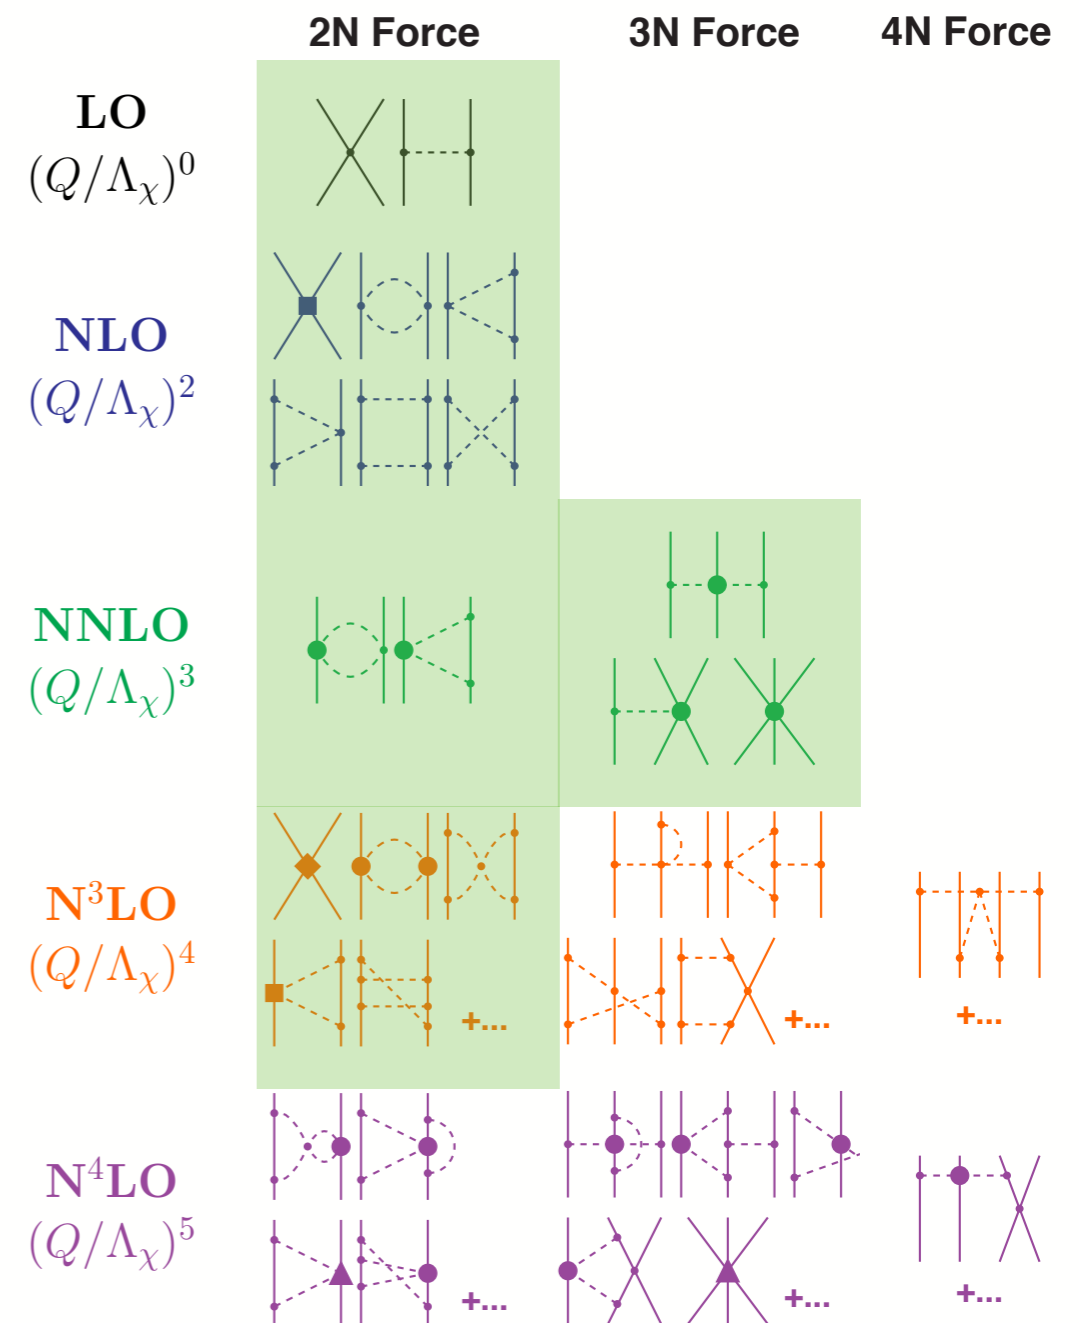 2N Force 3N Force 4N Force
LO
(Q/Λχ)⁰
NLO
(Q/Λχ)²
NNLO
(Q/Λχ)³
N³LO
(Q/Λχ)⁴
+...
+...
+...
N⁴LO
(Q/Λχ)⁵
+...
+...
+...